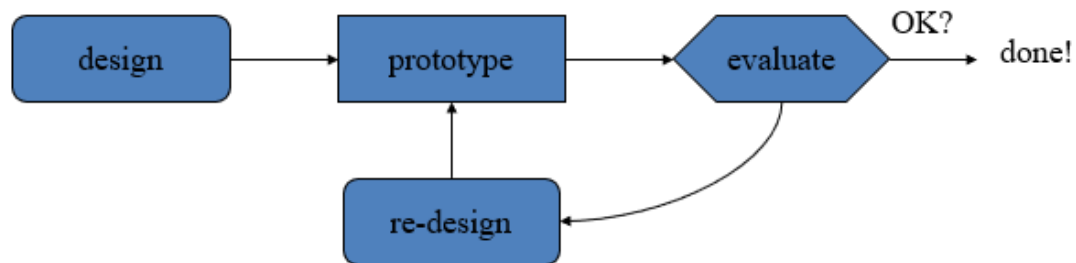 design
prototype
evaluate
OK?
done!
re-design